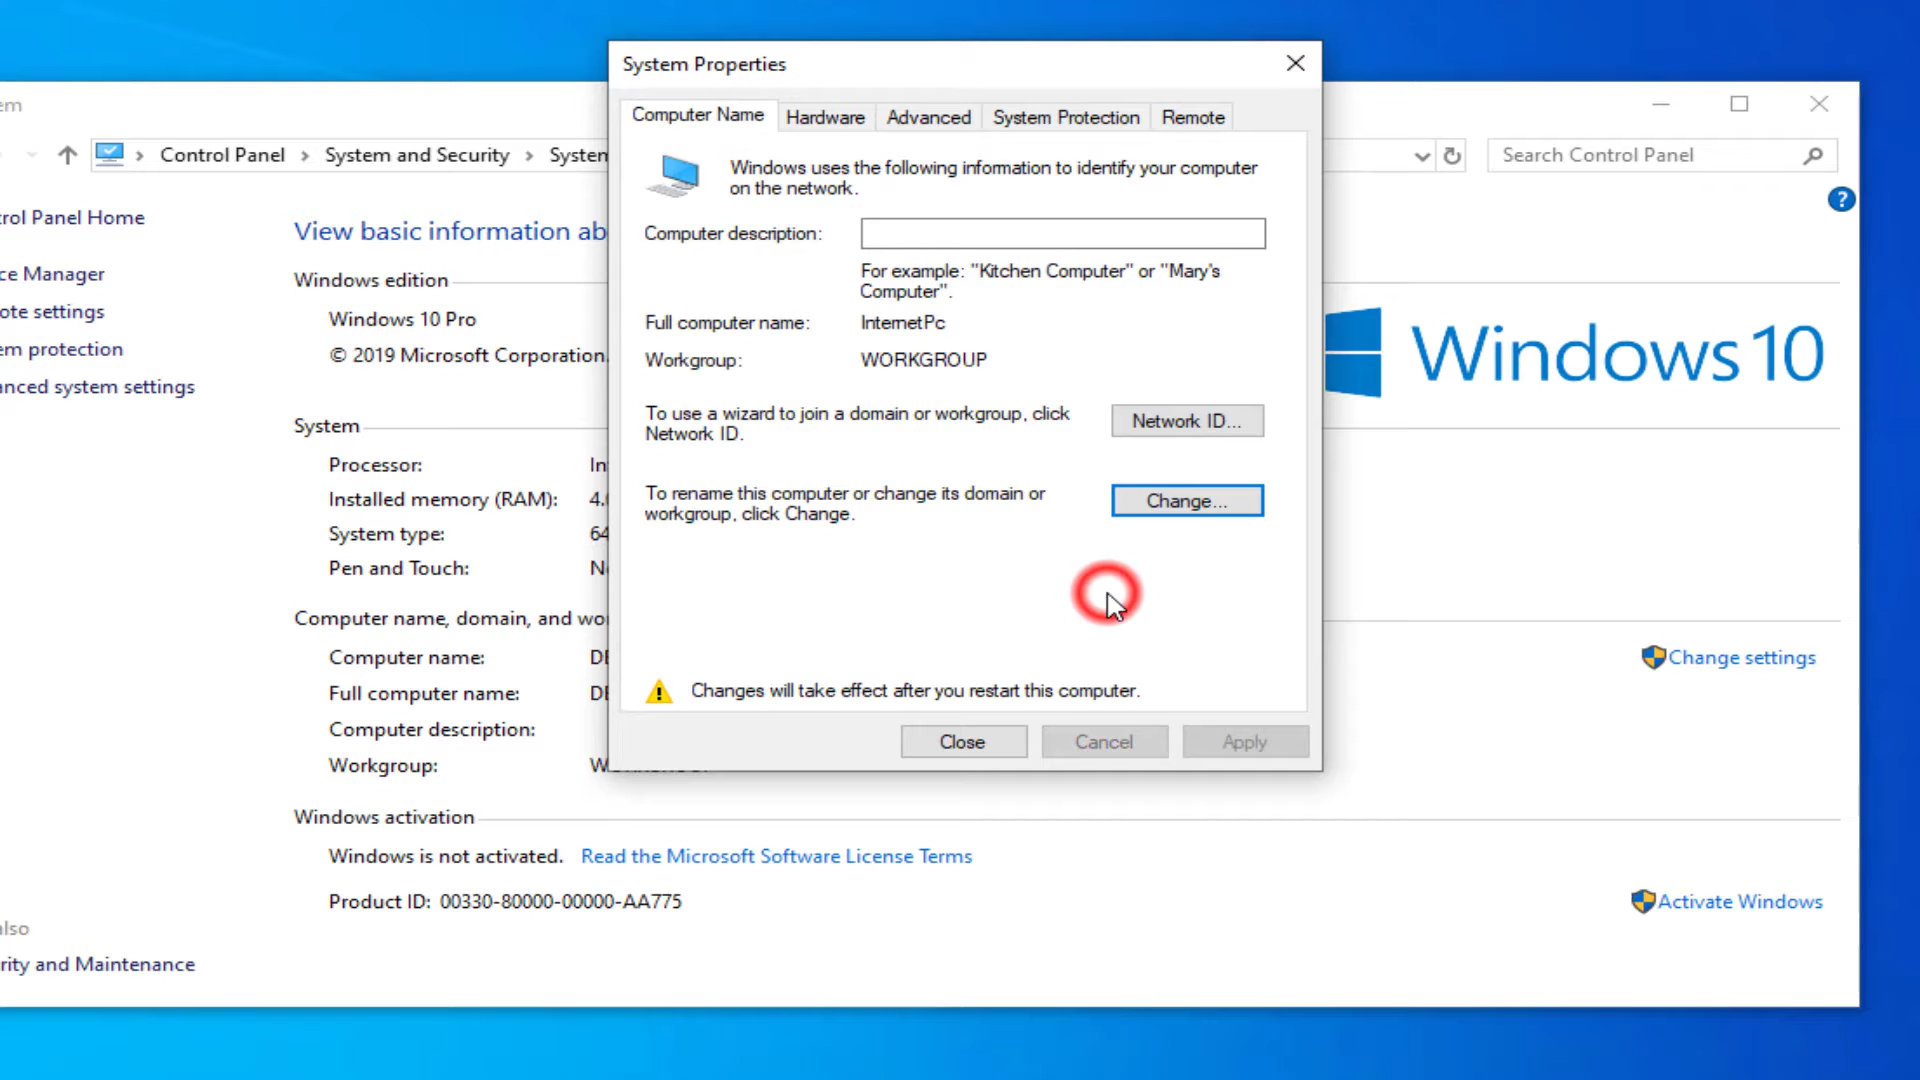 System Properties
Computer Name
Hardware
Advanced
System Protection
Remote
Windows uses the following information to identify your computer
on the network.
Computer description:
For example: "Kitchen Computer" or "Mary's
Computer".
Full computer name:
InternetPc
Workgroup:
WORKGROUP
To use a wizard to join a domain or workgroup, click
Network ID.
Network ID...
To rename this computer or change its domain or
workgroup, click Change.
Change...
Changes will take effect after you restart this computer.
Close
Cancel
Apply
em
Control Panel
System and Security
System
Search Control Panel
?
rol Panel Home
ce Manager
ote settings
em protection
anced system settings
also
rity and Maintenance
View basic information ab
Windows edition
Windows 10 Pro
© 2019 Microsoft Corporation.
Windows 10
System
Processor:
In
Installed memory (RAM):
4.
System type:
64
Pen and Touch:
N
Computer name, domain, and wo
Computer name:
DE
Full computer name:
DE
Computer description:
Workgroup:
Change settings
Windows activation
Windows is not activated. Read the Microsoft Software License Terms
Product ID: 00330-80000-00000-AA775
Activate Windows